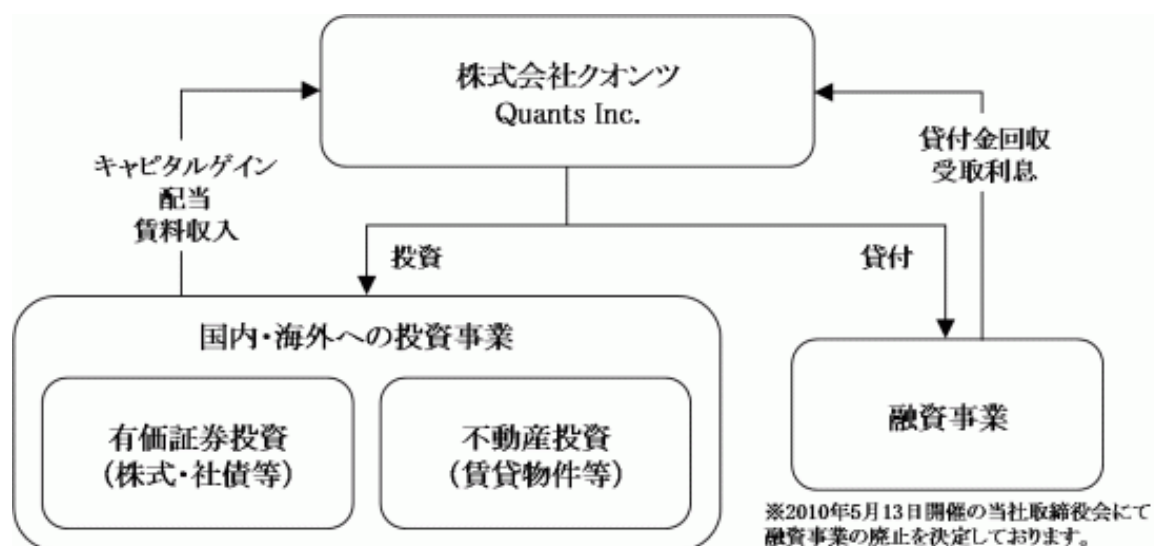 株式会社クオンツ
Quants Inc.
キャピタルゲイン
配当
賃料収入
貸付金回収
受取利息
投資
貸付
国内・海外への投資事業
有価証券投資
(株式・社債等)
不動産投資
(賃貸物件等)
融資事業
※2010年5月13日開催の当社取締役会にて
融資事業の廃止を決定しております。